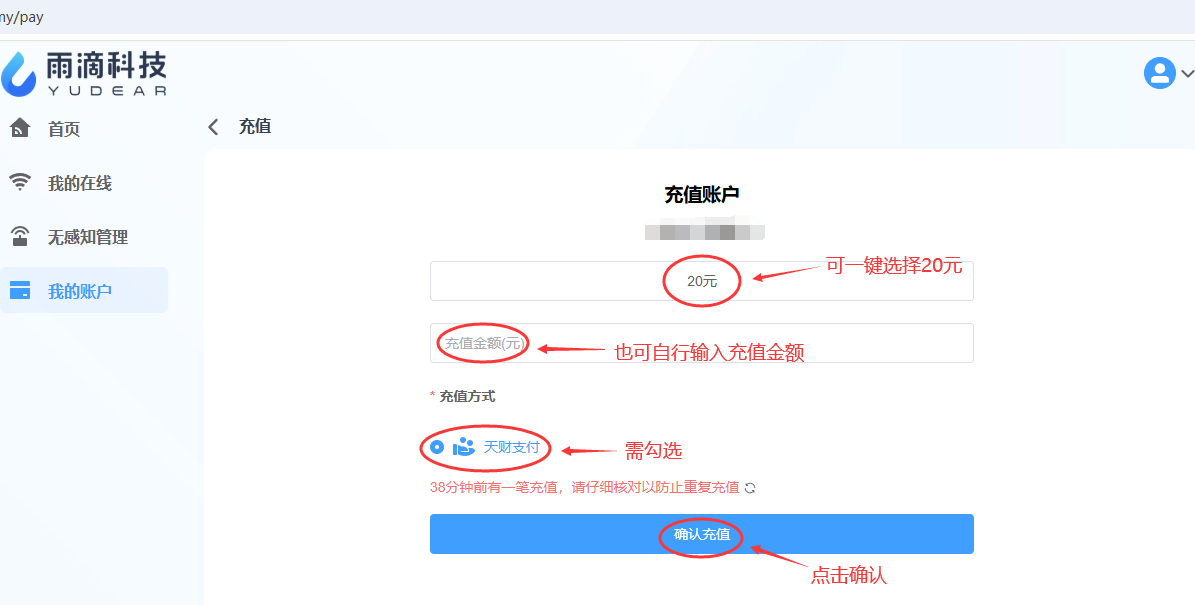 my/pay
雨滴科技
YUDEAR
首页
充值
我的在线
无感知管理
我的账户
充值账户
20元
可一键选择20元
充值金额(元)
也可自行输入充值金额
* 充值方式
天财支付
需勾选
38分钟前有一笔充值，请仔细核对以防止重复充值
确认充值
点击确认